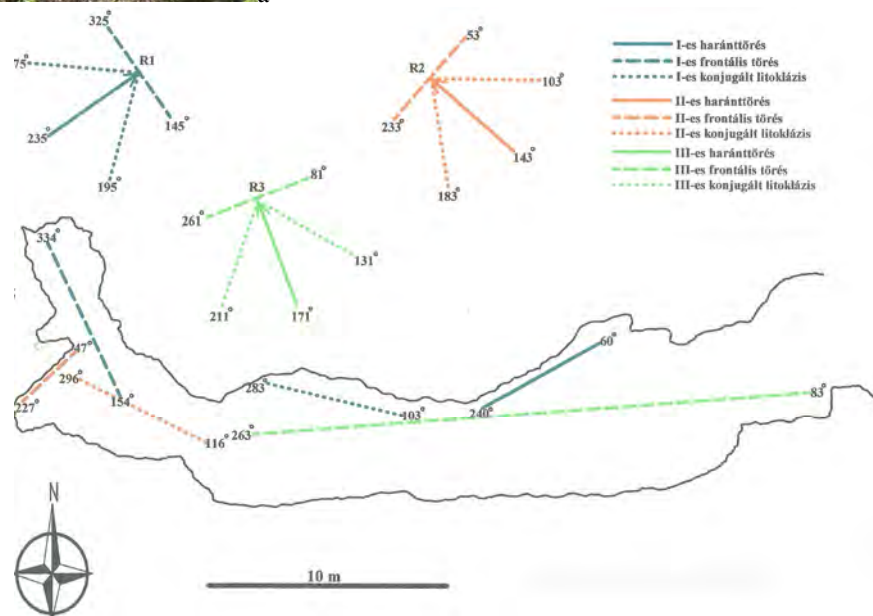 325°
R1
75°
235°
145°
195°
53°
R2
103°
233°
143°
183°
I-es haránttörés
I-es frontális törés
I-es konjugált litoklázis
II-es haránttörés
II-es frontális törés
II-es konjugált litoklázis
III-es haránttörés
III-es frontális törés
III-es konjugált litoklázis
81°
R3
261°
131°
211°
171°
334°
47°
296°
227°
154°
116°
283°
103°
263°
60°
240°
83°
N
10 m